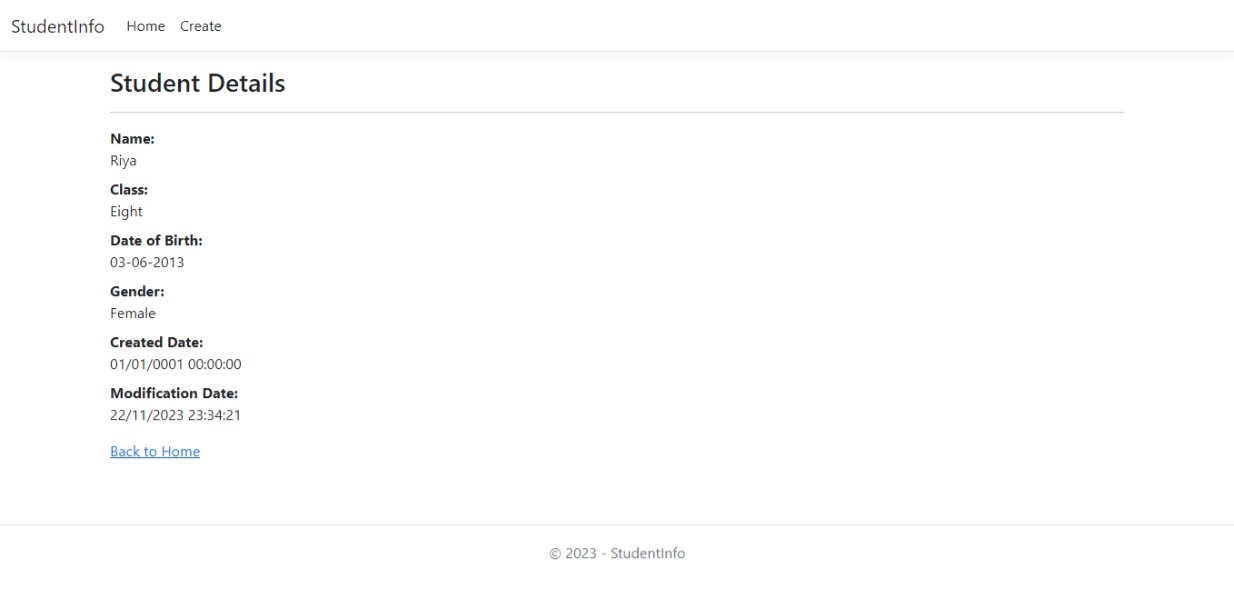 StudentInfo Home Create
Student Details
Name:
Riya
Class:
Eight
Date of Birth:
03-06-2013
Gender:
Female
Created Date:
01/01/0001 00:00:00
Modification Date:
22/11/2023 23:34:21
Back to Home
© 2023 - StudentInfo